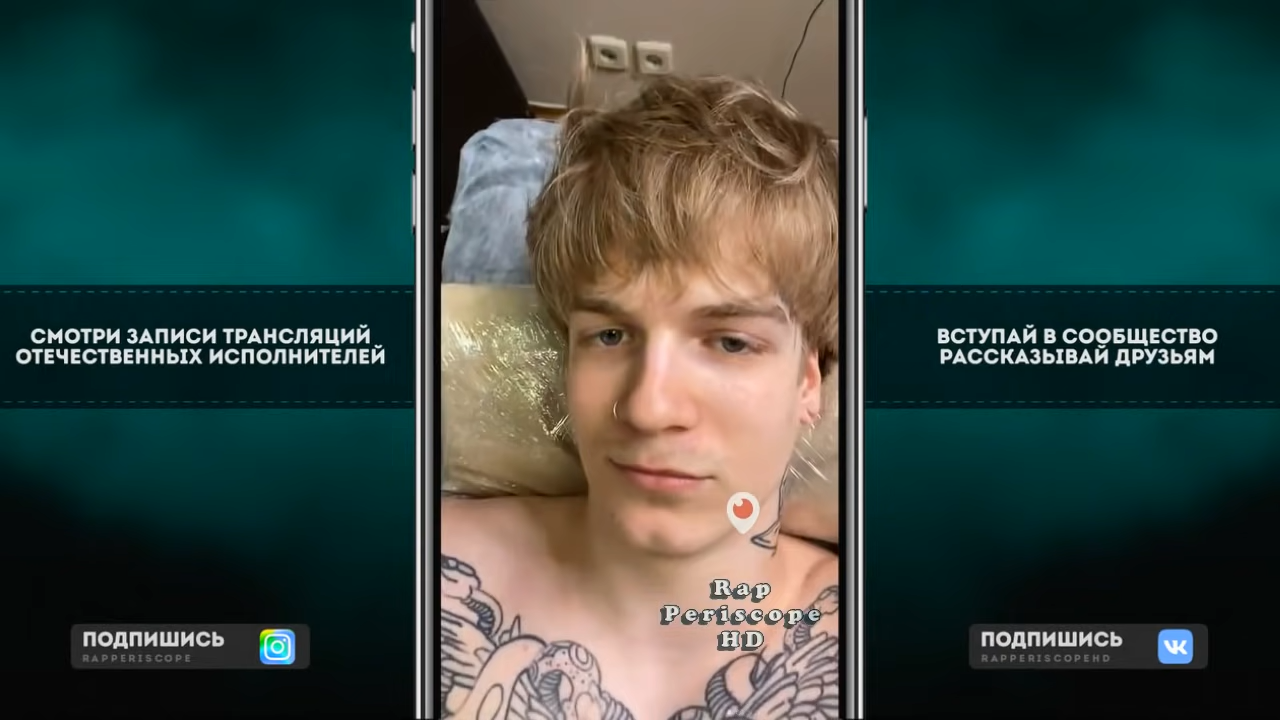 СМОТРИ ЗАПИСИ ТРАНСЛЯЦИЙ
ОТЕЧЕСТВЕННЫХ ИСПОЛНИТЕЛЕЙ
ВСТУПАЙ В СООБЩЕСТВО
РАССКАЗЫВАЙ ДРУЗЬЯМ
Rap
Periscope
HD
ПОДПИШИСЬ
RAPPERISCOPE
ПОДПИШИСЬ
RAPPERISCOPEHD